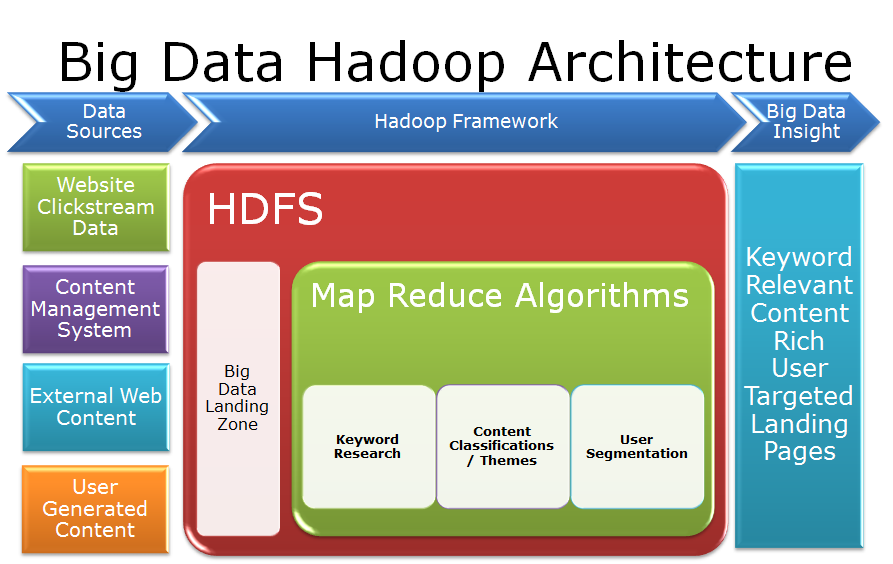 Big Data Hadoop Architecture
Data
Sources
Hadoop Framework
Big Data
Insight
Website
Clickstream
Data
Content
Management
System
External Web
Content
User
Generated
Content
HDFS
Big
Data
Landing
Zone
Map Reduce Algorithms
Keyword
Research
Content
Classifications
/ Themes
User
Segmentation
Keyword
Relevant
Content
Rich
User
Targeted
Landing
Pages